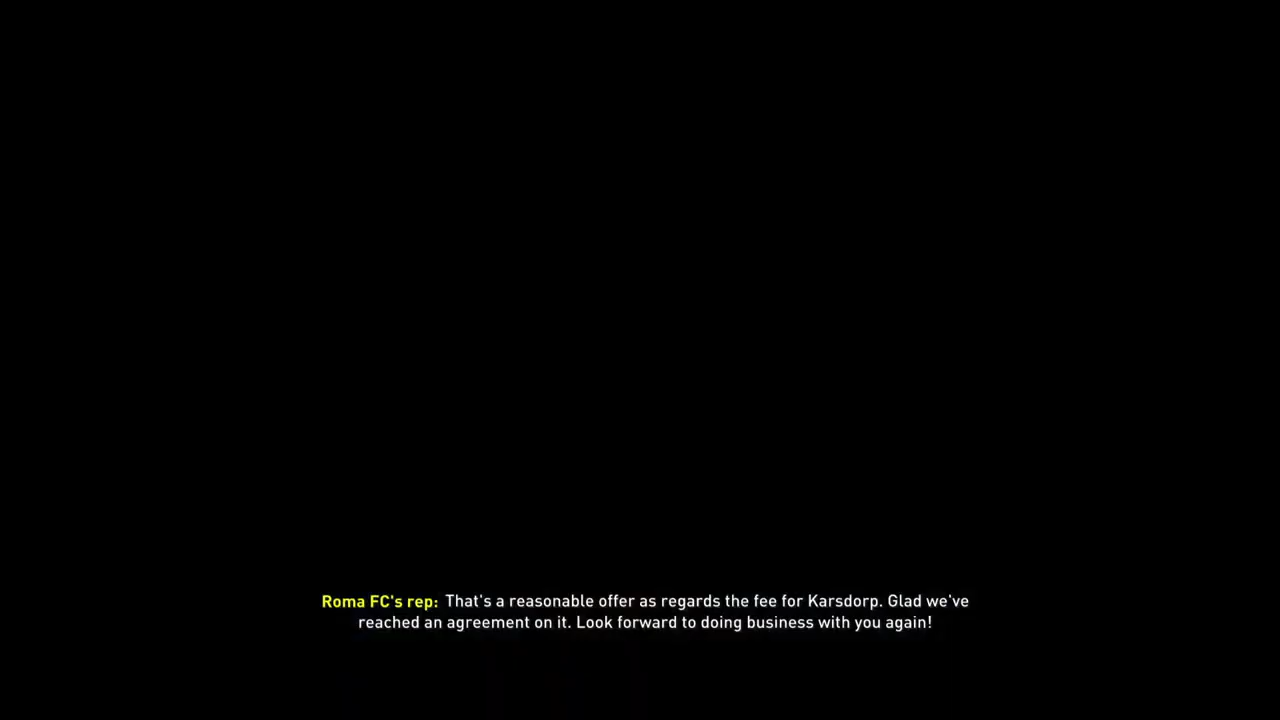 Roma FC's rep: That's a reasonable offer as regards the fee for Karsdorp. Glad we've
reached an agreement on it. Look forward to doing business with you again!